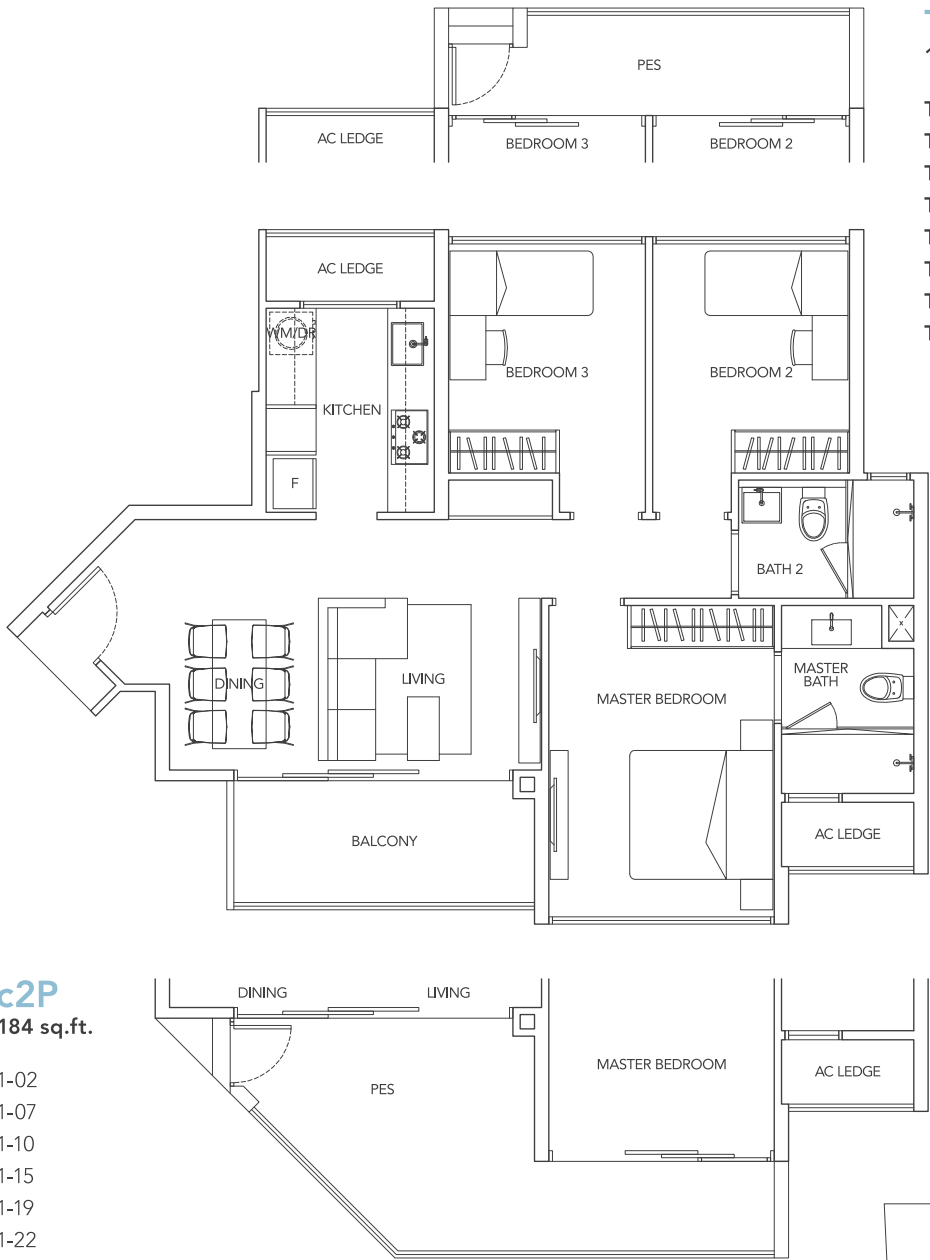 PES
AC LEDGE
BEDROOM 3
BEDROOM 2
AC LEDGE
WM/DR
BEDROOM 3
BEDROOM 2
KITCHEN
F
BATH 2
DINING
LIVING
MASTER BEDROOM
MASTER
BATH
BALCONY
AC LEDGE
c2P
184 sq.ft.
1-02
1-07
1-10
1-15
1-19
1-22
DINING
LIVING
MASTER BEDROOM
AC LEDGE
PES